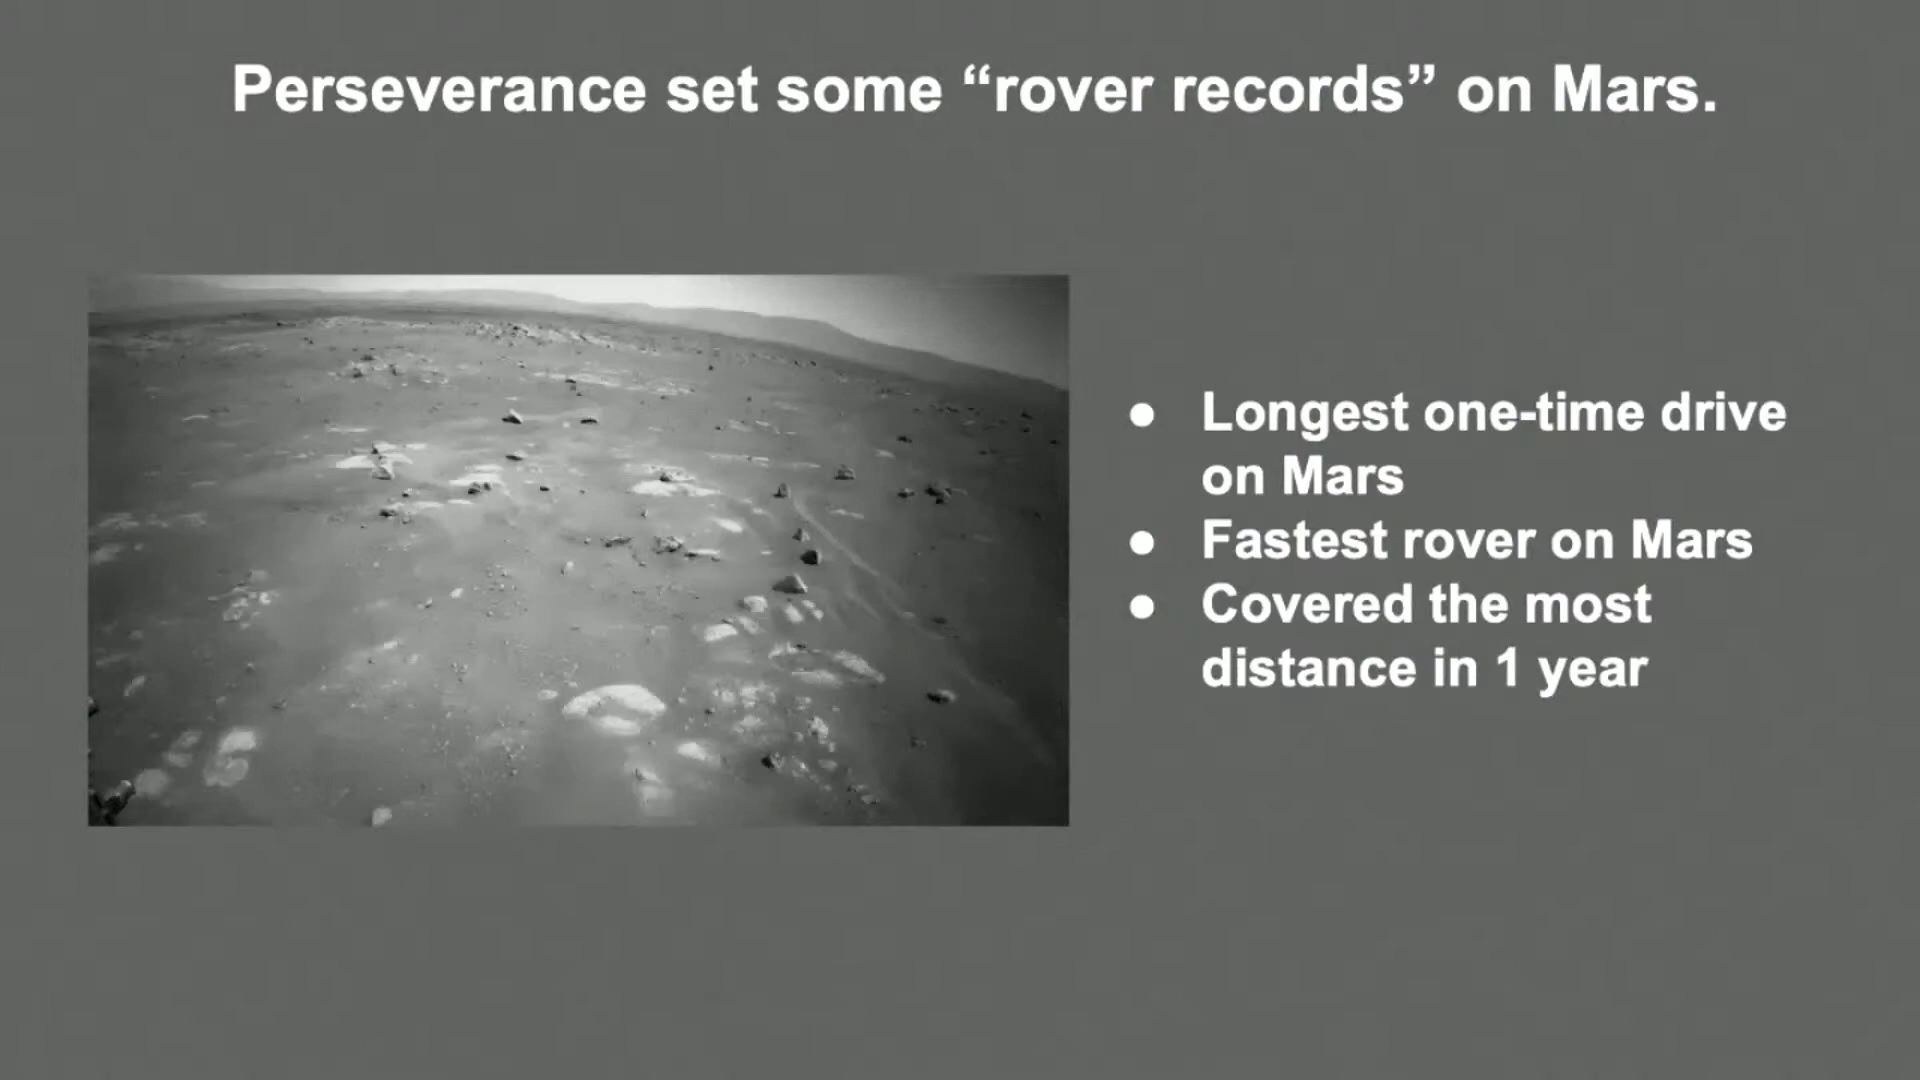 Perseverance set some “rover records” on Mars.
● Longest one-time drive
on Mars
● Fastest rover on Mars
● Covered the most
distance in 1 year